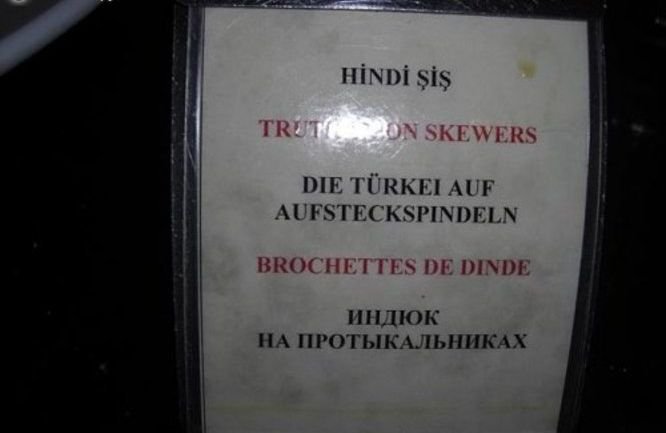 HİNDİ ŞİŞ
ON SKEWERS
DIE TÜRKEI AUF
AUFSTECKSPINDELN
BROCHETTES DE DINDE
ИНДЮК
НА ПРОТЫКАЛЬНИКАХ